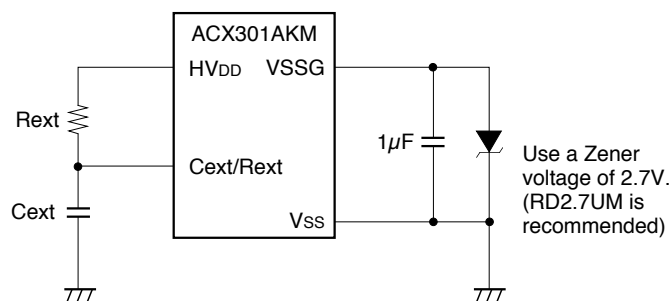 ACX301AKM
HVDD VSSG
Rext
1µF
Cext/Rext
Cext
VSS
Use a Zener
voltage of 2.7V.
(RD2.7UM is
recommended)